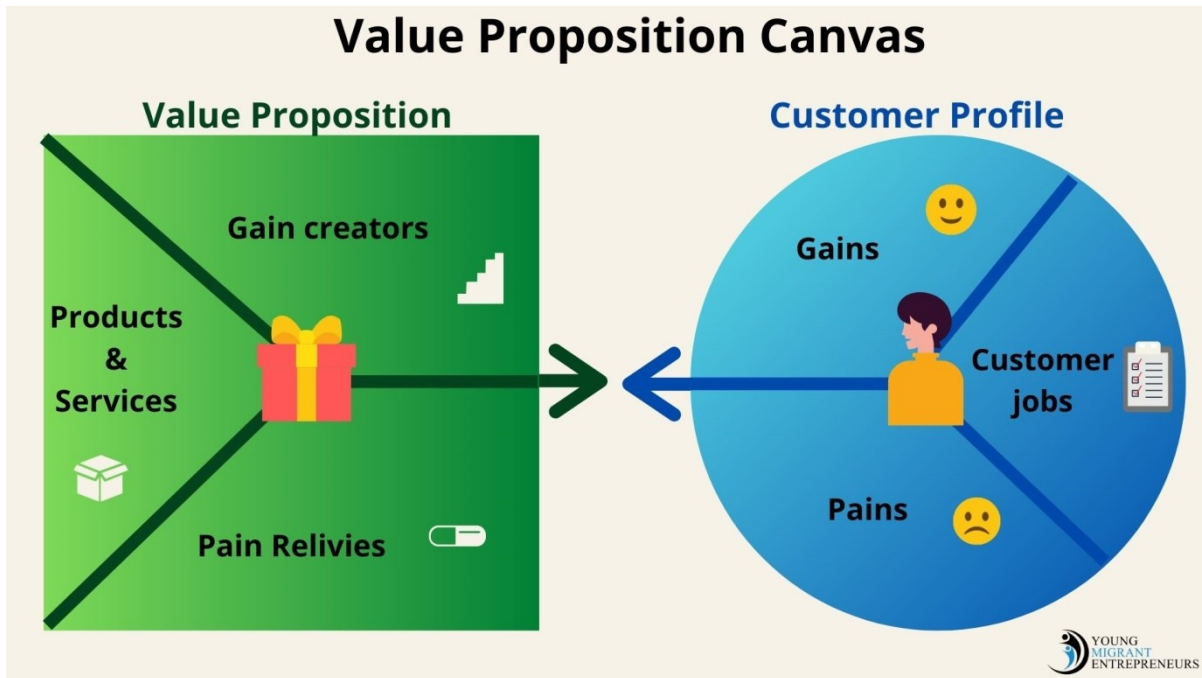 Value Proposition Canvas
Value Proposition
Customer Profile
Gain creators
Products
&
Services
Pain Relivies
Gains
Customer
jobs
Pains
YOUNG
MIGRANT
ENTREPRENEURS